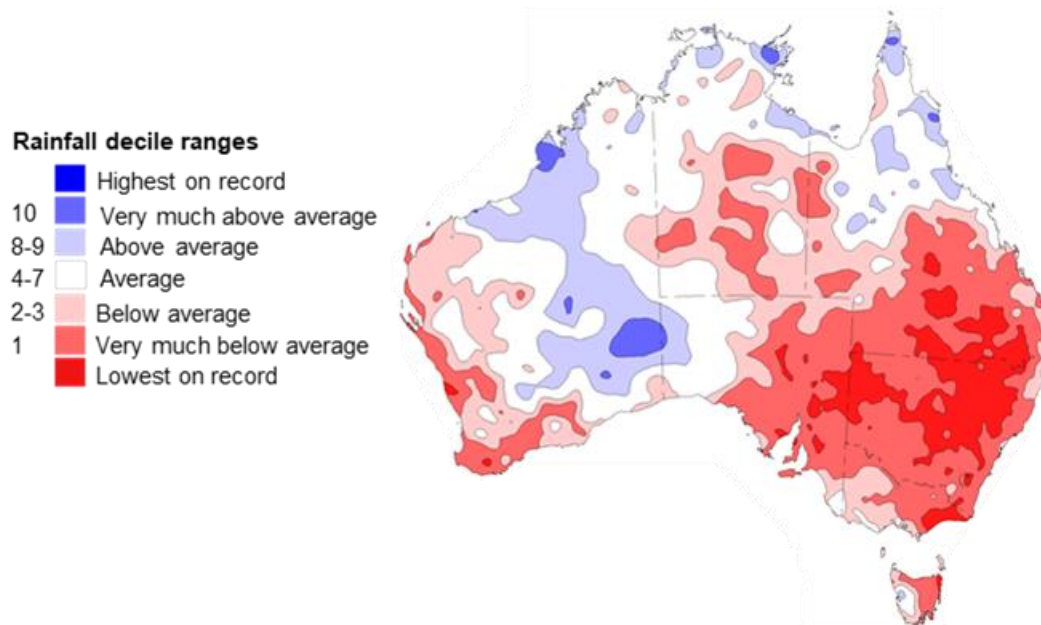 Rainfall decile ranges
Highest on record
10 Very much above average
8-9 Above average
4-7 Average
2-3 Below average
1 Very much below average
Lowest on record